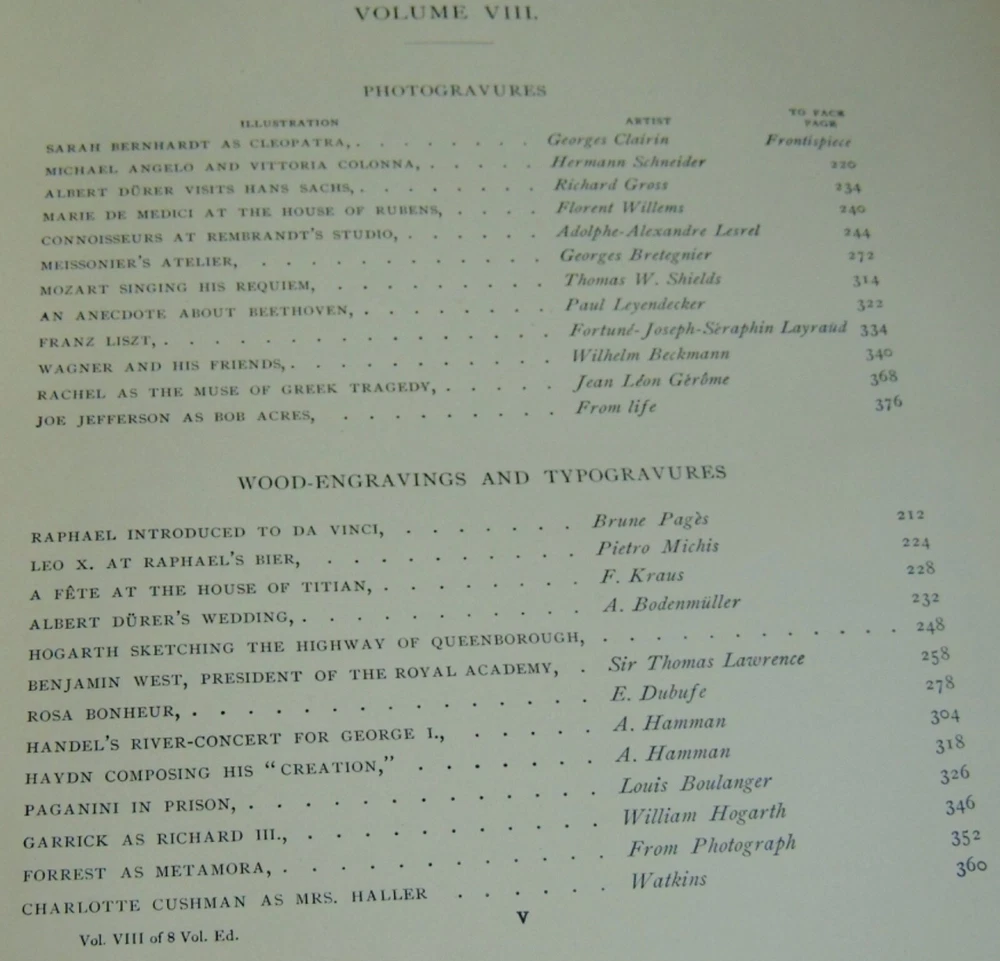 VOLUME VIII.
PHOTOGRAVURES
ILLUSTRATION ARTIST TO FACE PAGE
SARAH BERNHARDT AS CLEOPATRA, . . . . . . . . Georges Clairin Frontispiece
MICHAEL ANGELO AND VITTORIA COLONNA, . . . . . Hermann Schneider 220
ALBERT DÜRER VISITS HANS SACHS, . . . . . . . . Richard Gross 234
MARIE DE MEDICI AT THE HOUSE OF RUBENS, . . . . Florent Willems 240
CONNOISSEURS AT REMBRANDT'S STUDIO, . . . . . . Adolphe-Alexandre Lesrel 244
MEISSONIER'S ATELIER, . . . . . . . . . . . . Georges Bretegnier 272
MOZART SINGING HIS REQUIEM, . . . . . . . . . Thomas W. Shields 314
AN ANECDOTE ABOUT BEETHOVEN, . . . . . . . . Paul Leyendecker 322
FRANZ LISZT, . . . . . . . . . . . . . . . . Fortuné-Joseph-Séraphin Layraud 334
WAGNER AND HIS FRIENDS, . . . . . . . . . . . Wilhelm Beckmann 340
RACHEL AS THE MUSE OF GREEK TRAGEDY, . . . . . Jean Léon Gérôme 368
JOE JEFFERSON AS BOB ACRES, . . . . . . . . . From life 376
WOOD-ENGRAVINGS AND TYPOGRAVURES
RAPHAEL INTRODUCED TO DA VINCI, . . . . . . . Brune Pagès 212
LEO X. AT RAPHAEL'S BIER, . . . . . . . . . . Pietro Michis 224
A FÊTE AT THE HOUSE OF TITIAN, . . . . . . . . F. Kraus 228
ALBERT DÜRER'S WEDDING, . . . . . . . . . . . A. Bodenmüller 232
HOGARTH SKETCHING THE HIGHWAY OF QUEENBOROUGH, . . . . . . . . . . . . 248
BENJAMIN WEST, PRESIDENT OF THE ROYAL ACADEMY, . Sir Thomas Lawrence 258
ROSA BONHEUR, . . . . . . . . . . . . . . . E. Dubufe 278
HANDEL'S RIVER-CONCERT FOR GEORGE I., . . . . . A. Hamman 304
HAYDN COMPOSING HIS "CREATION," . . . . . . . A. Hamman 318
PAGANINI IN PRISON, . . . . . . . . . . . . . Louis Boulanger 326
GARRICK AS RICHARD III., . . . . . . . . . . . William Hogarth 346
FORREST AS METAMORA, . . . . . . . . . . . . From Photograph 352
CHARLOTTE CUSHMAN AS MRS. HALLER . . . . . . Watkins 360
V
Vol. VIII of 8 Vol. Ed.